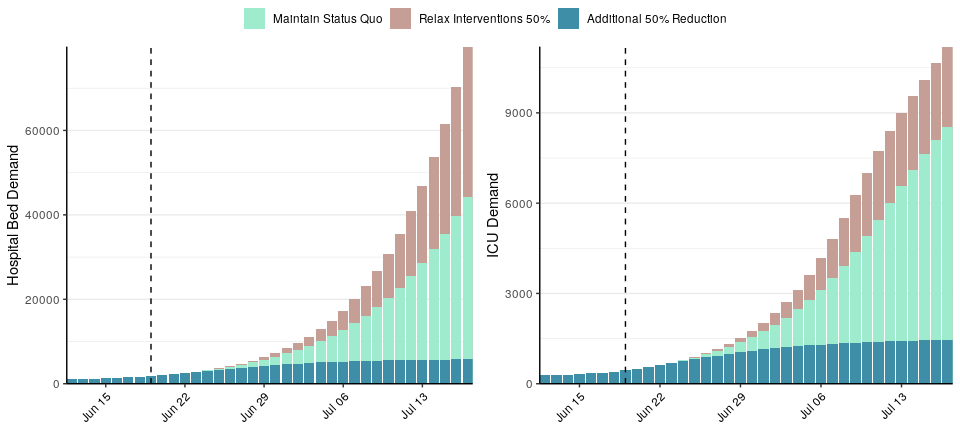 Maintain Status Quo Relax Interventions 50% Additional 50% Reduction
Hospital Bed Demand
60000
40000
20000
0
Jun 15 Jun 22 Jun 29 Jul 06 Jul 13
ICU Demand
9000
6000
3000
0
Jun 15 Jun 22 Jun 29 Jul 06 Jul 13